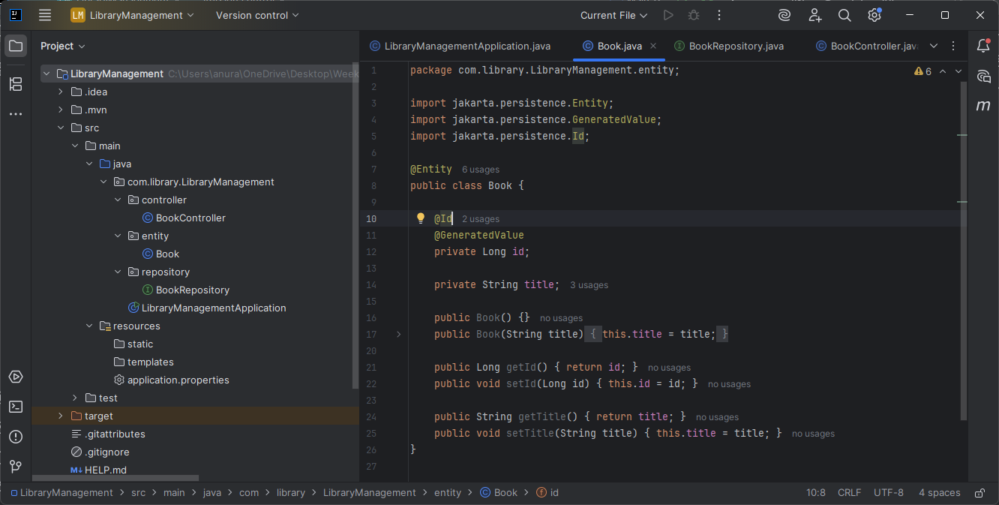 LM LibraryManagement Version control Current File
Project
LibraryManagement C:\Users\anura\OneDrive\Desktop\Week
.idea
.mvn
src
main
java
com.library.LibraryManagement
controller
BookController
entity
Book
repository
BookRepository
LibraryManagementApplication
resources
static
templates
application.properties
test
target
.gitattributes
.gitignore
M↓ HELP.md
LibraryManagementApplication.java Book.java BookRepository.java BookController.java
6
1 package com.library.LibraryManagement.entity;
2
3 import jakarta.persistence.Entity;
4 import jakarta.persistence.GeneratedValue;
5 import jakarta.persistence.Id;
6
7 @Entity 6 usages
8 public class Book {
9
10 @Id 2 usages
11 @GeneratedValue
12 private Long id;
13
14 private String title; 3 usages
15
16 public Book() {} no usages
17 public Book(String title) { this.title = title; }
20
21 public Long getId() { return id; } no usages
22 public void setId(Long id) { this.id = id; } no usages
23
24 public String getTitle() { return title; } no usages
25 public void setTitle(String title) { this.title = title; } no usages
26 }
27
LibraryManagement > src > main > java > com > library > LibraryManagement > entity > Book > id 10:8 CRLF UTF-8 4 spaces